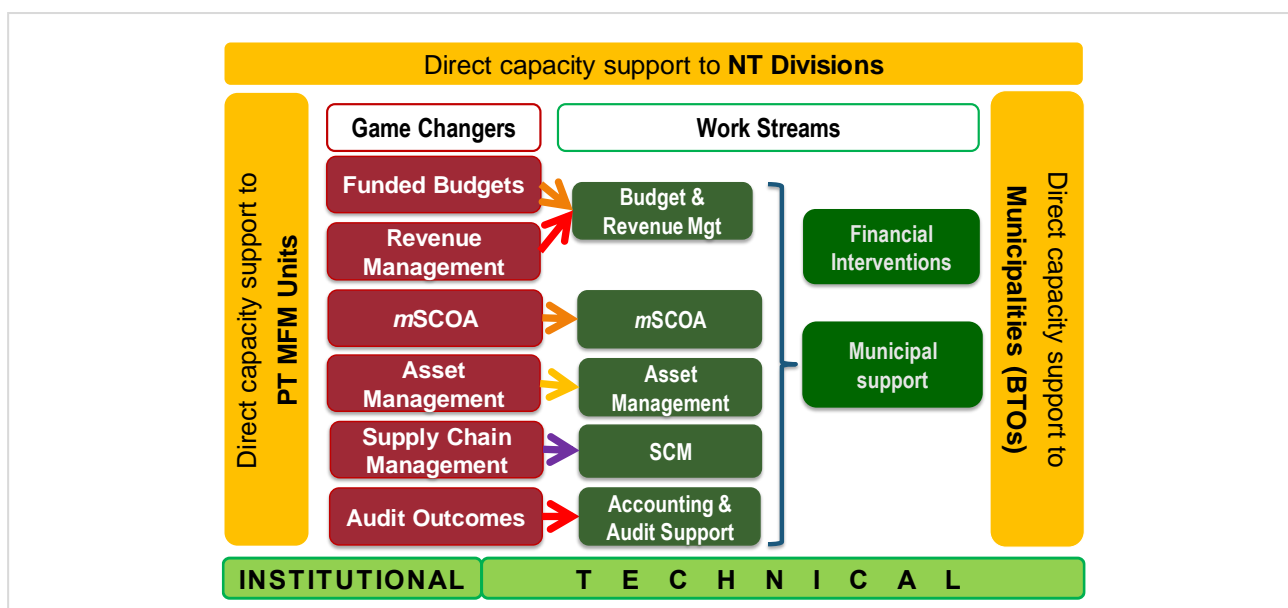 Direct capacity support to NT Divisions
Direct capacity support to
PT MFM Units
Game Changers
Work Streams
Funded Budgets
Revenue
Management
mSCOA
Asset
Management
Supply Chain
Management
Audit Outcomes
Budget &
Revenue Mgt
mSCOA
Asset
Management
SCM
Accounting &
Audit Support
Financial
Interventions
Municipal
support
Direct capacity support to
Municipalities (BTOs)
INSTITUTIONAL
T E C H N I C A L